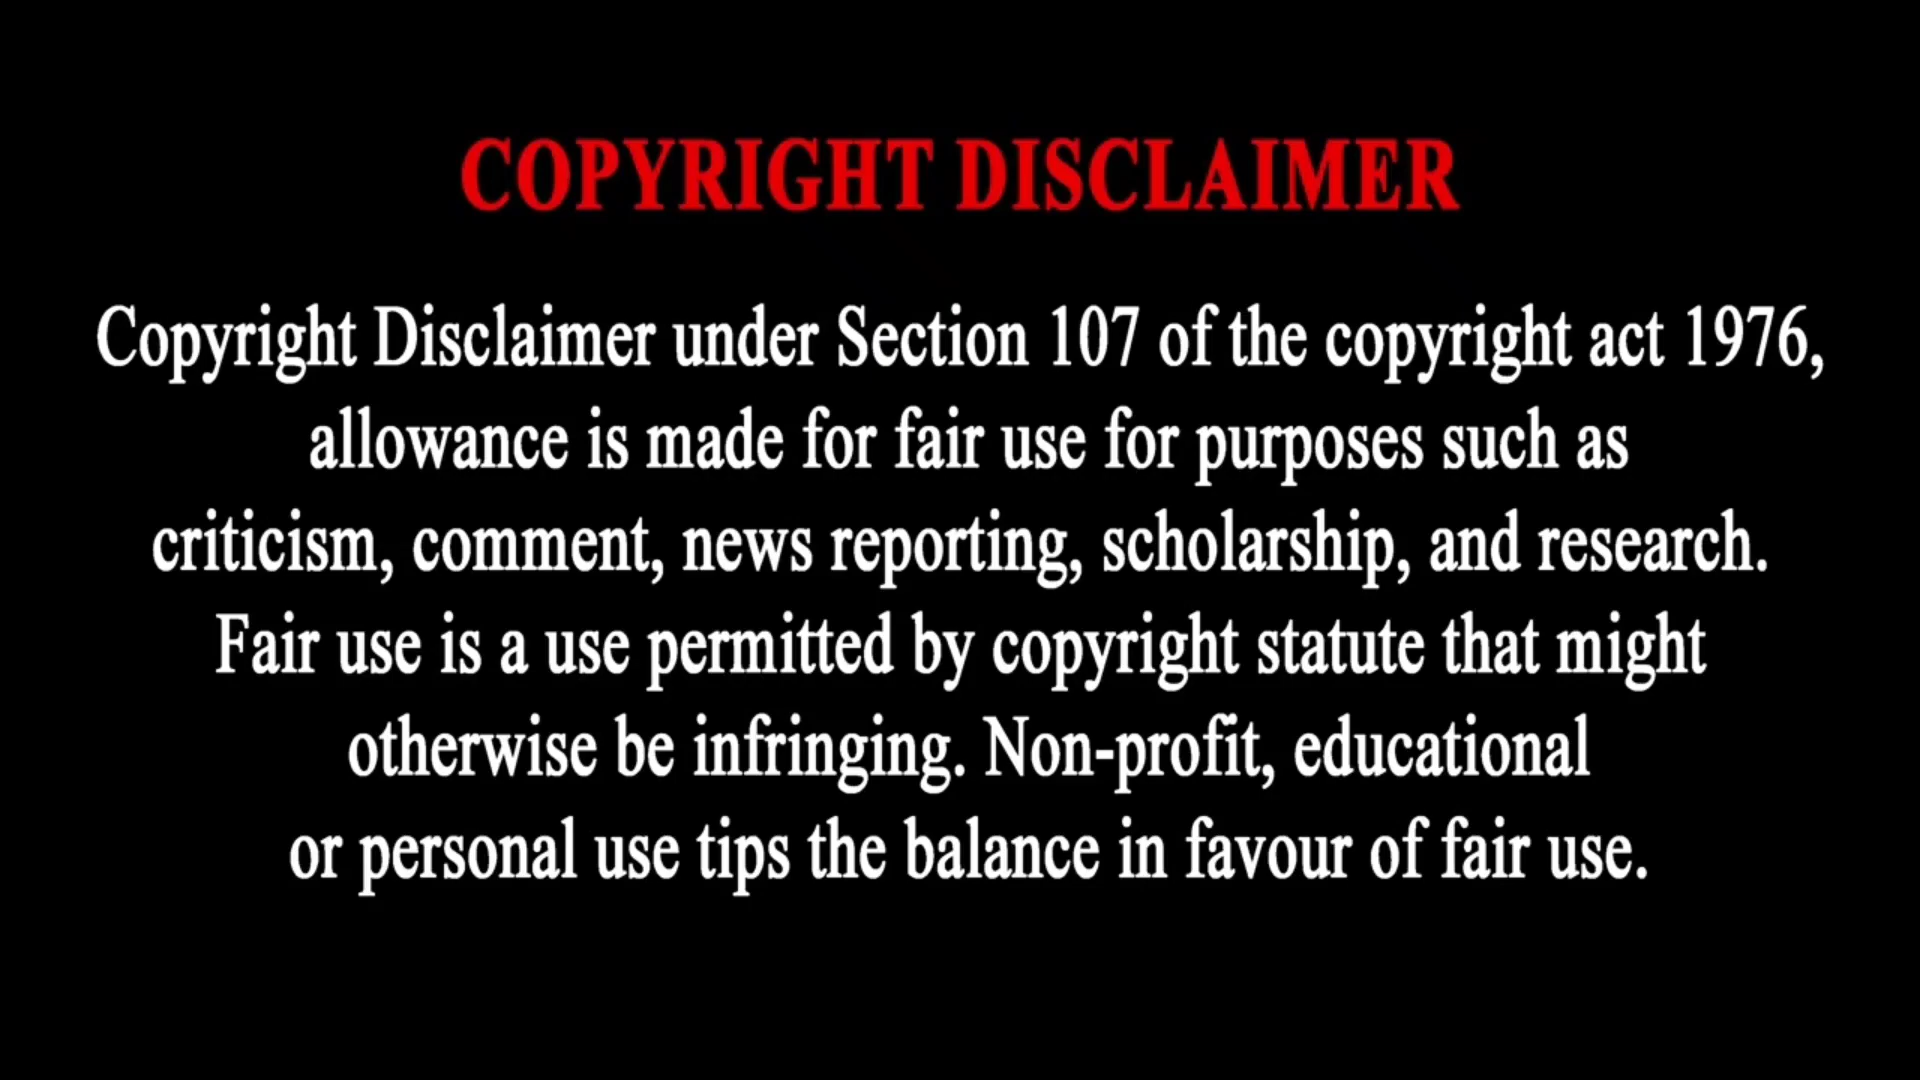 COPYRIGHT DISCLAIMER
Copyright Disclaimer under Section 107 of the copyright act 1976,
allowance is made for fair use for purposes such as
criticism, comment, news reporting, scholarship, and research.
Fair use is a use permitted by copyright statute that might
otherwise be infringing. Non-profit, educational
or personal use tips the balance in favour of fair use.